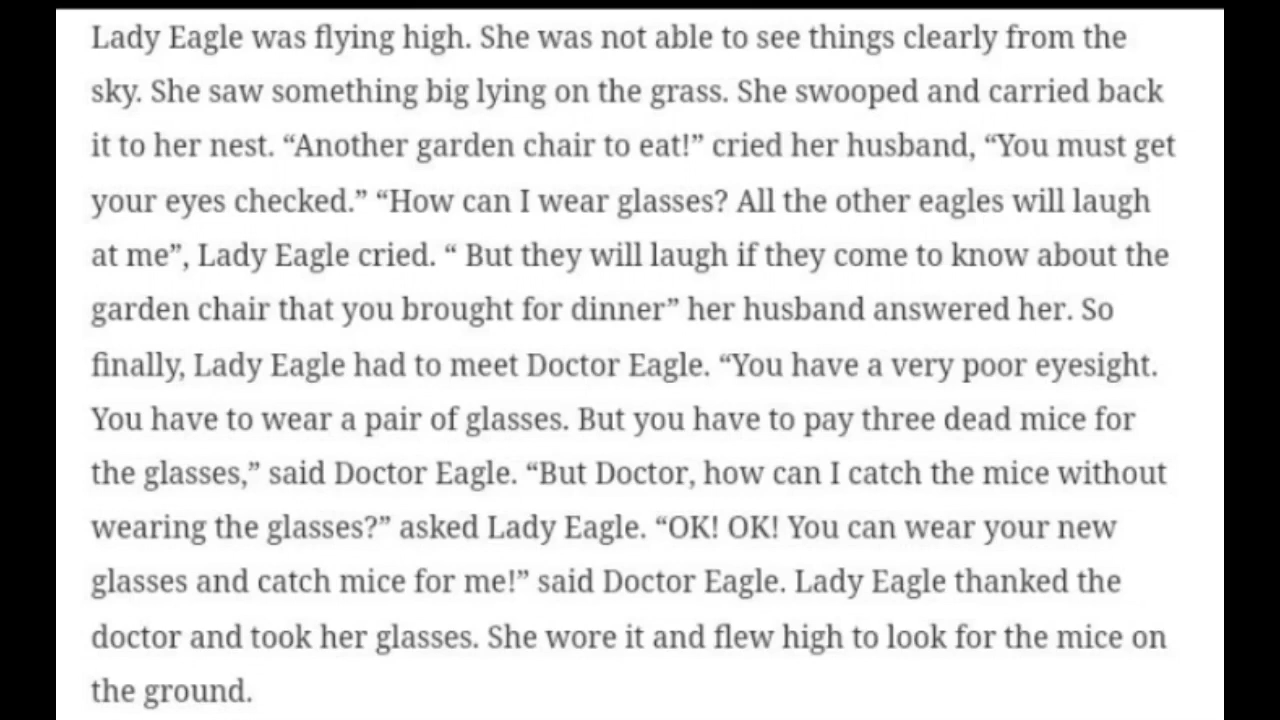 Lady Eagle was flying high. She was not able to see things clearly from the
sky. She saw something big lying on the grass. She swooped and carried back
it to her nest. “Another garden chair to eat!” cried her husband, “You must get
your eyes checked.” “How can I wear glasses? All the other eagles will laugh
at me”, Lady Eagle cried. “ But they will laugh if they come to know about the
garden chair that you brought for dinner” her husband answered her. So
finally, Lady Eagle had to meet Doctor Eagle. “You have a very poor eyesight.
You have to wear a pair of glasses. But you have to pay three dead mice for
the glasses,” said Doctor Eagle. “But Doctor, how can I catch the mice without
wearing the glasses?” asked Lady Eagle. “OK! OK! You can wear your new
glasses and catch mice for me!” said Doctor Eagle. Lady Eagle thanked the
doctor and took her glasses. She wore it and flew high to look for the mice on
the ground.